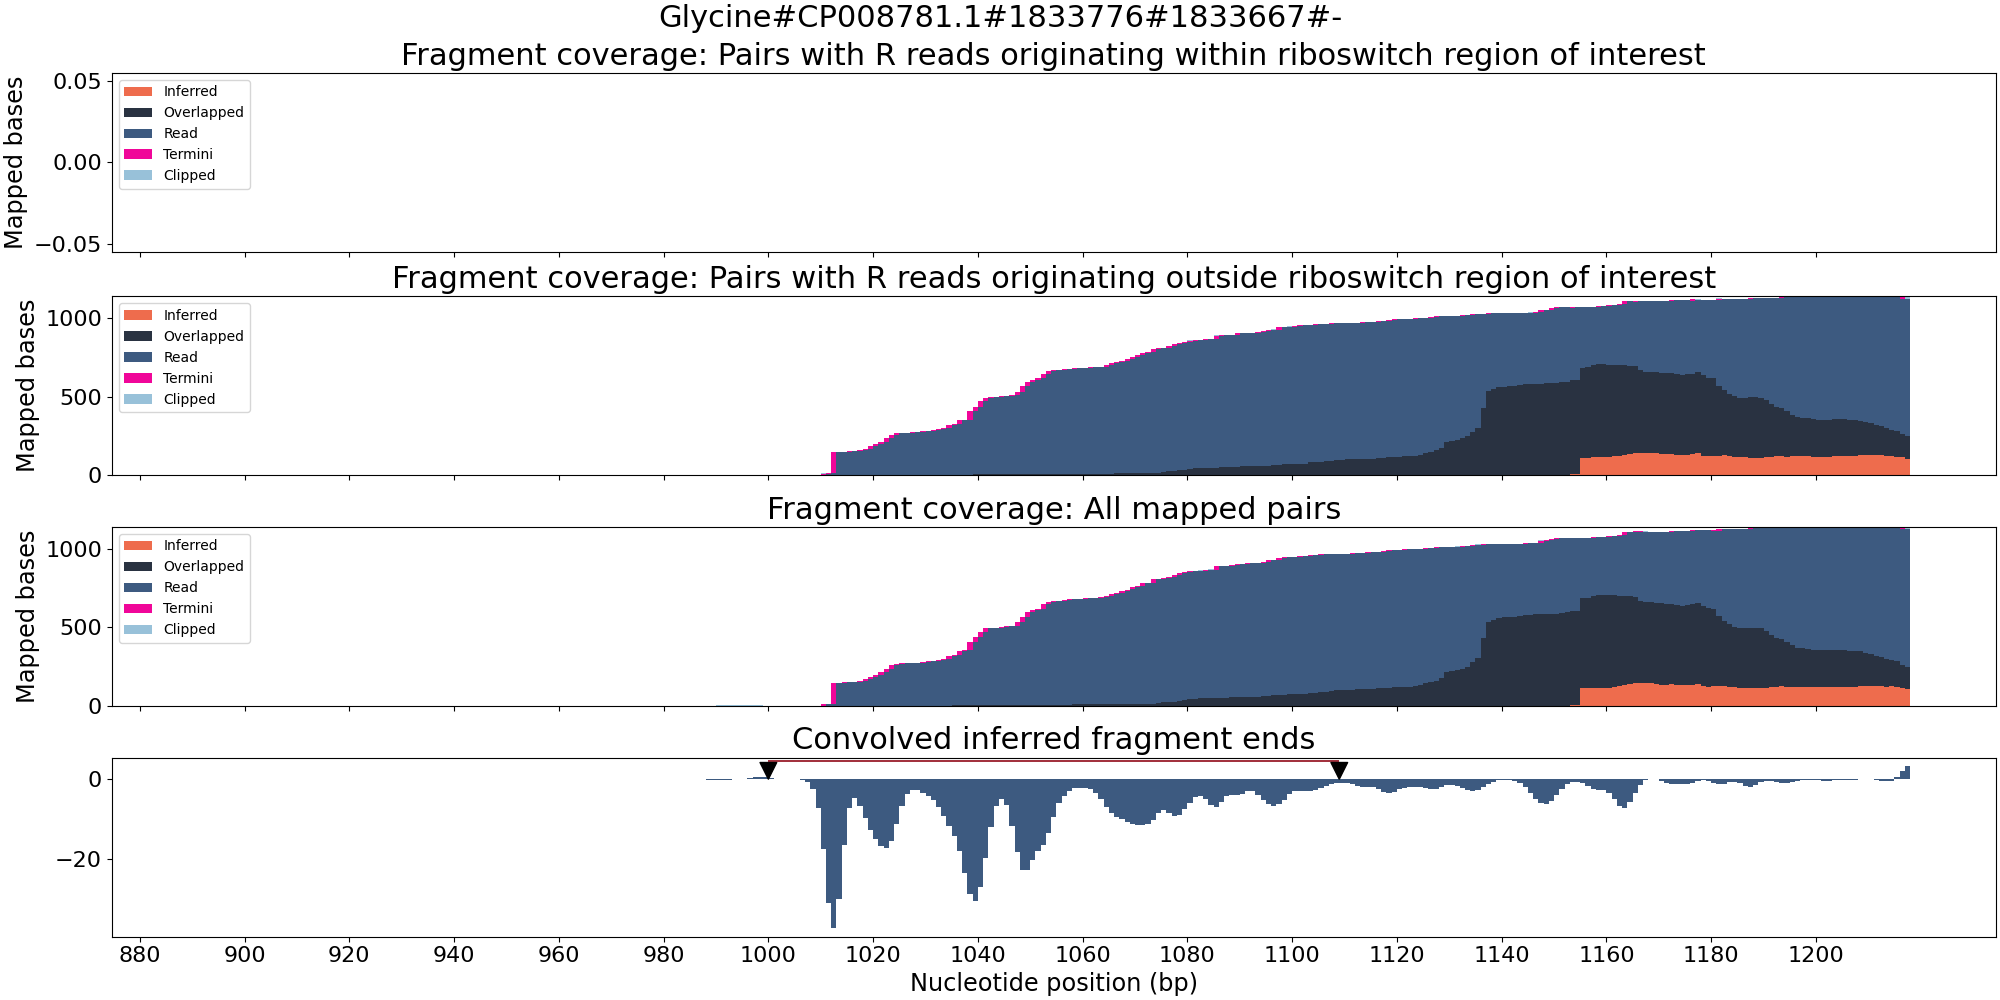 Glycine#CP008781.1#1833776#1833667#-
Fragment coverage: Pairs with R reads originating within riboswitch region of interest
Mapped bases
0.05
0.00
−0.05
Inferred
Overlapped
Read
Termini
Clipped
Fragment coverage: Pairs with R reads originating outside riboswitch region of interest
Mapped bases
1000
500
0
Inferred
Overlapped
Read
Termini
Clipped
Fragment coverage: All mapped pairs
Mapped bases
1000
500
0
Inferred
Overlapped
Read
Termini
Clipped
Convolved inferred fragment ends
0
−20
880 900 920 940 960 980 1000 1020 1040 1060 1080 1100 1120 1140 1160 1180 1200
Nucleotide position (bp)